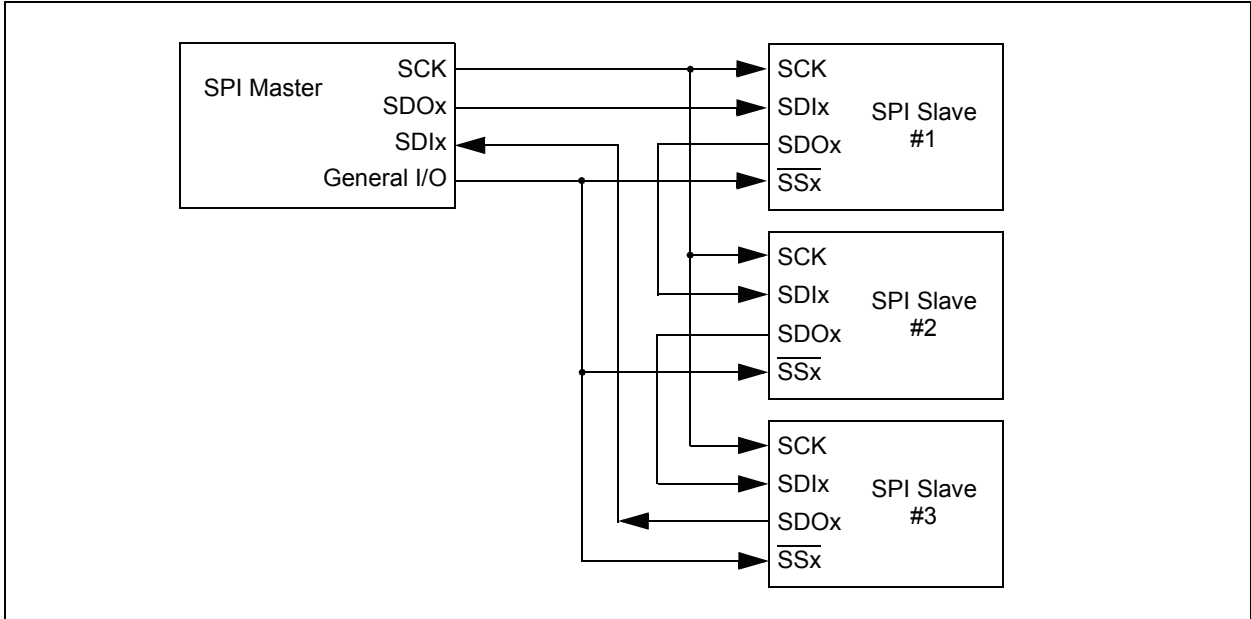 SPI Master
SCK
SDOx
SDIx
General I/O
SCK
SDIx
SDOx
SSx
SPI Slave
#1
SCK
SDIx
SDOx
SSx
SPI Slave
#2
SCK
SDIx
SDOx
SSx
SPI Slave
#3